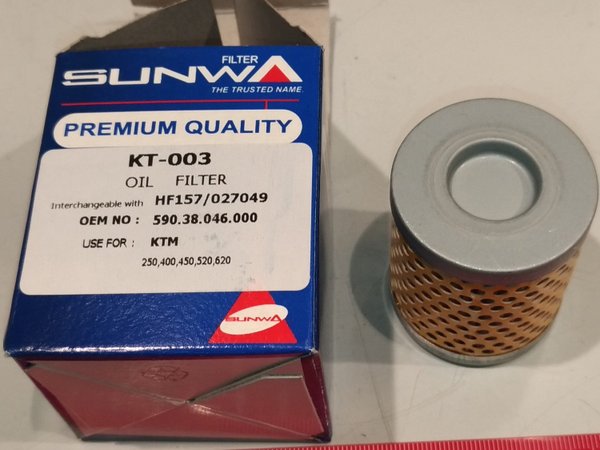 FILTER
SUNWA
THE TRUSTED NAME
PREMIUM QUALITY
KT-003
OIL FILTER
Interchangeable with HF157/027049
OEM NO : 590.38.046.000
USE FOR : KTM
250,400,450,520,620
SUNWA